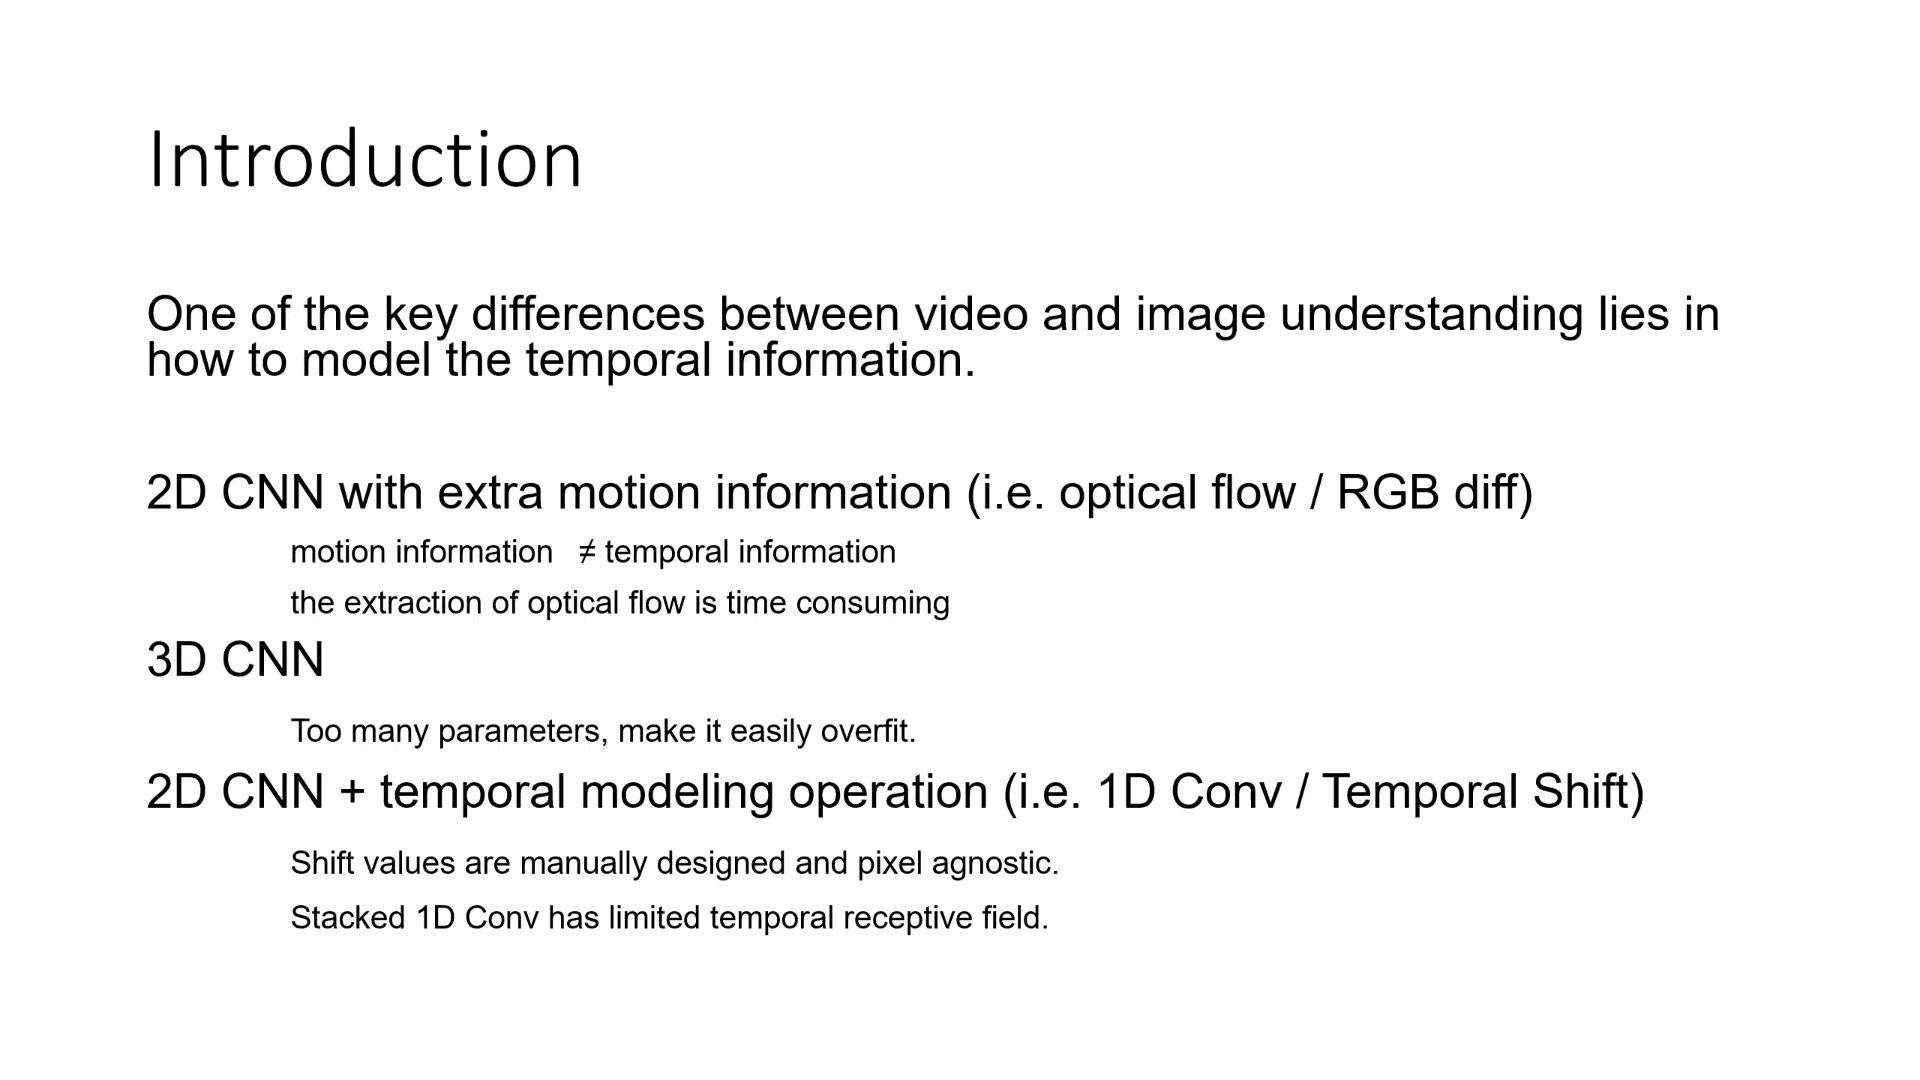 Introduction
One of the key differences between video and image understanding lies in
how to model the temporal information.
2D CNN with extra motion information (i.e. optical flow / RGB diff)
motion information ≠ temporal information
the extraction of optical flow is time consuming
3D CNN
Too many parameters, make it easily overfit.
2D CNN + temporal modeling operation (i.e. 1D Conv / Temporal Shift)
Shift values are manually designed and pixel agnostic.
Stacked 1D Conv has limited temporal receptive field.